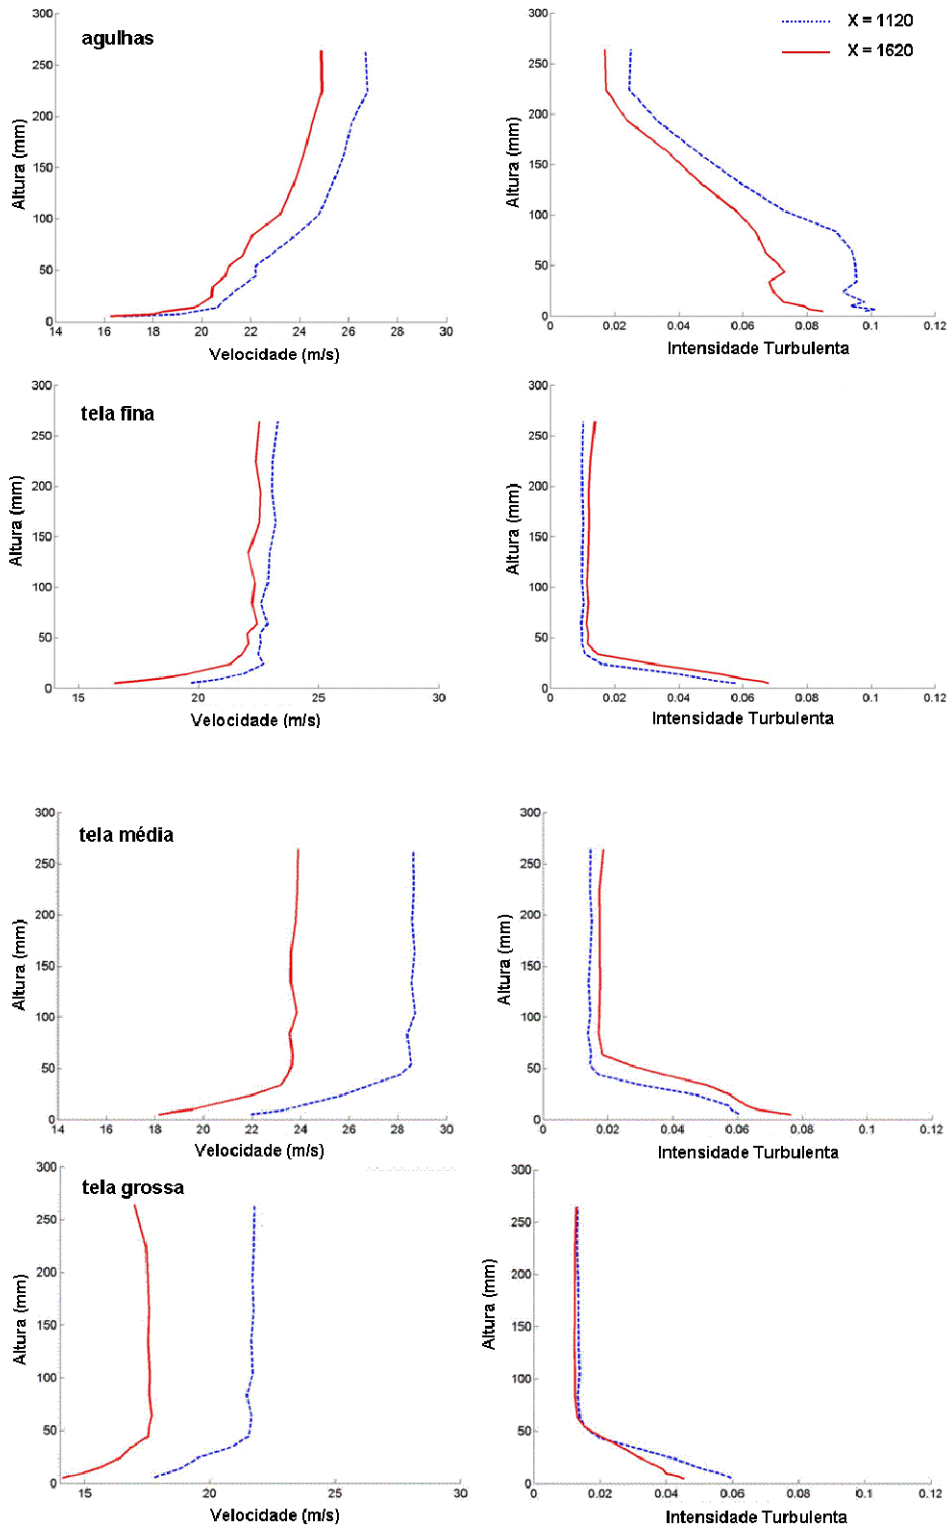 agulhas
X = 1120
X = 1620
300
250
200
150
100
50
0
Altura (mm)
14 16 18 20 22 24 26 28 30
Velocidade (m/s)
300
250
200
150
100
50
0
Altura (mm)
0 0.02 0.04 0.06 0.08 0.1 0.12
Intensidade Turbulenta
tela fina
300
250
200
150
100
50
0
Altura (mm)
15 20 25 30
Velocidade (m/s)
300
250
200
150
100
50
0
Altura (mm)
0 0.02 0.04 0.06 0.08 0.1 0.12
Intensidade Turbulenta
tela média
300
250
200
150
100
50
0
Altura (mm)
14 16 18 20 22 24 26 28 30
Velocidade (m/s)
300
250
200
150
100
50
0
Altura (mm)
0 0.02 0.04 0.06 0.08 0.1 0.12
Intensidade Turbulenta
tela grossa
300
250
200
150
100
50
0
Altura (mm)
15 20 25 30
Velocidade (m/s)
300
250
200
150
100
50
0
Altura (mm)
0 0.02 0.04 0.06 0.08 0.1 0.12
Intensidade Turbulenta